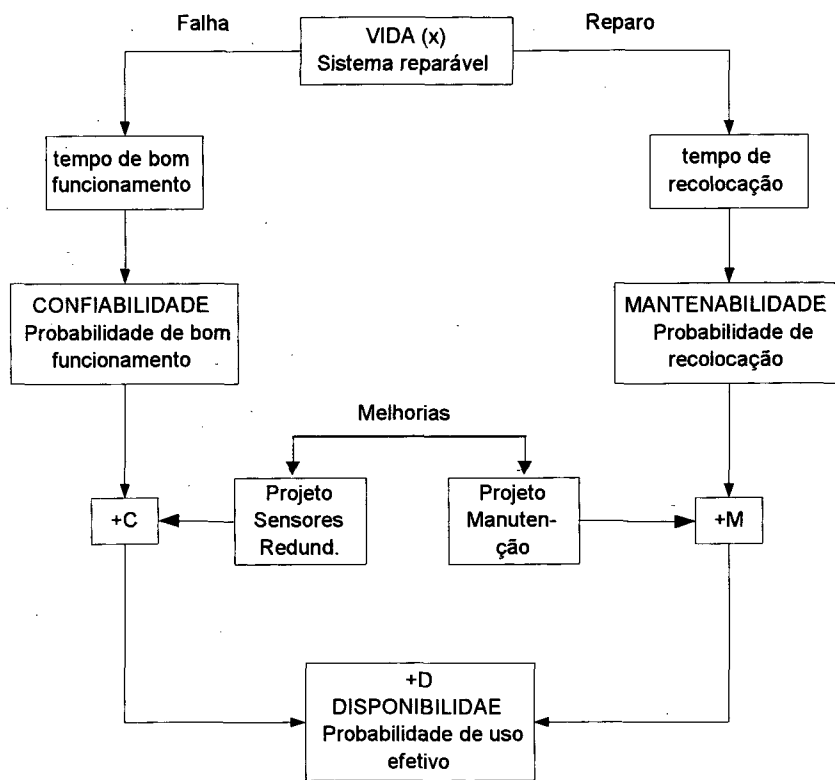 Falha
VIDA (x)
Sistema reparável
Reparo
tempo de bom
funcionamento
tempo de
recolocação
CONFIABILIDADE
Probabilidade de bom
funcionamento
MANTENABILIDADE
Probabilidade de
recolocação
Melhorias
+C
Projeto
Sensores
Redund.
Projeto
Manuten-
ção
+M
+D
DISPONIBILIDAE
Probabilidade de uso
efetivo